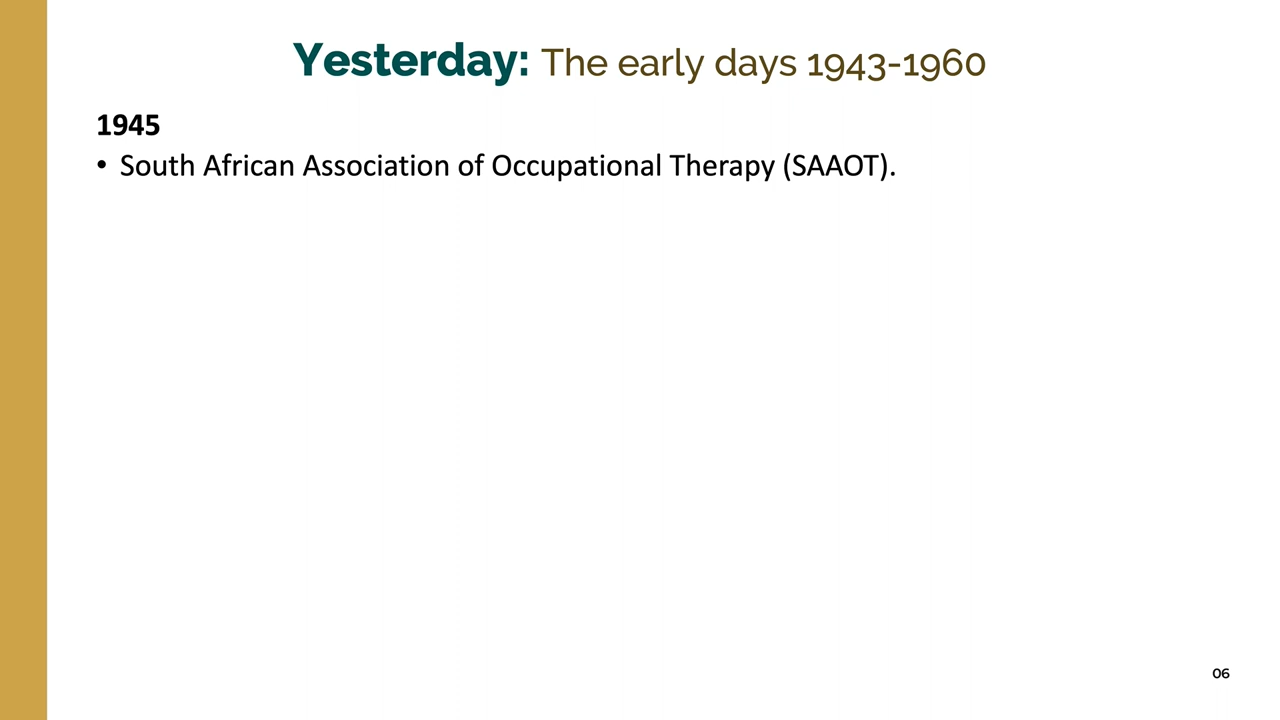 Yesterday: The early days 1943-1960
1945
• South African Association of Occupational Therapy (SAAOT).
06